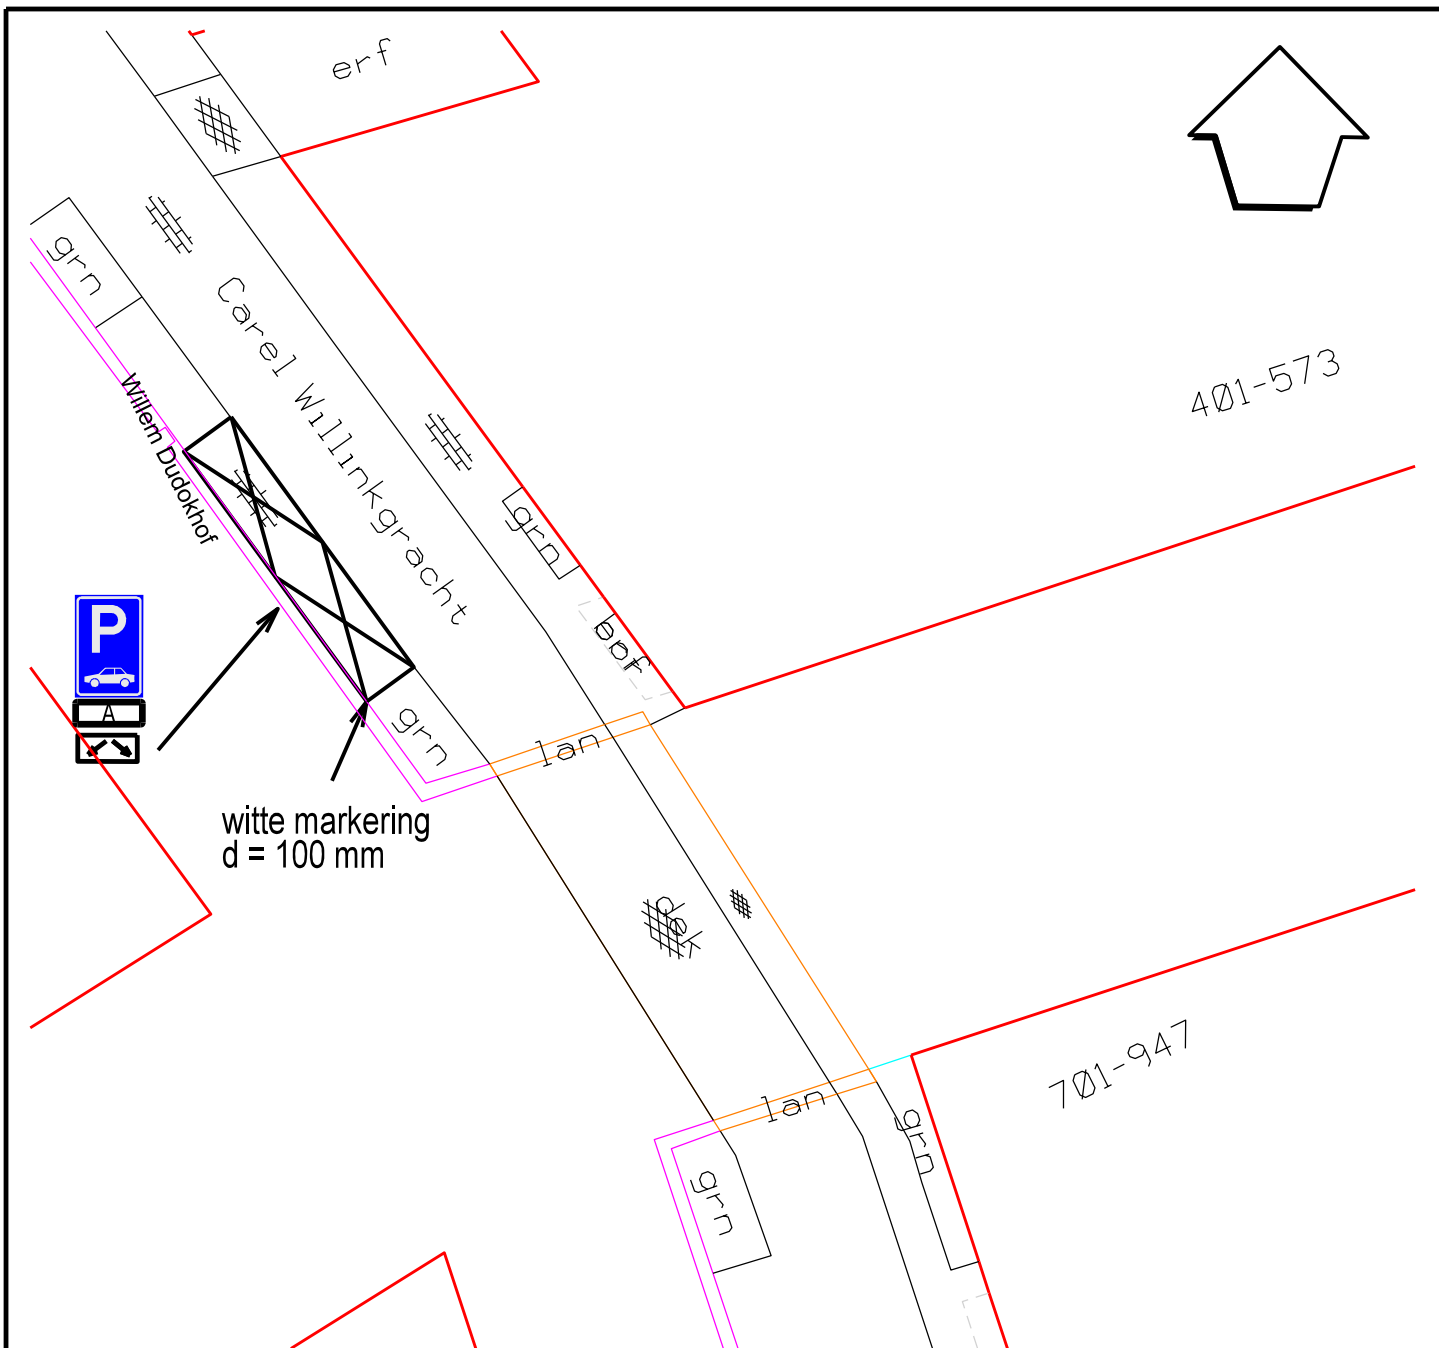 erf
grn
Carel Willinkgracht
401-573
Willem Dudokhof
grn
P
erf
A
grn
lan
witte markering
d = 100 mm
dek
701-947
lan
grn
grn